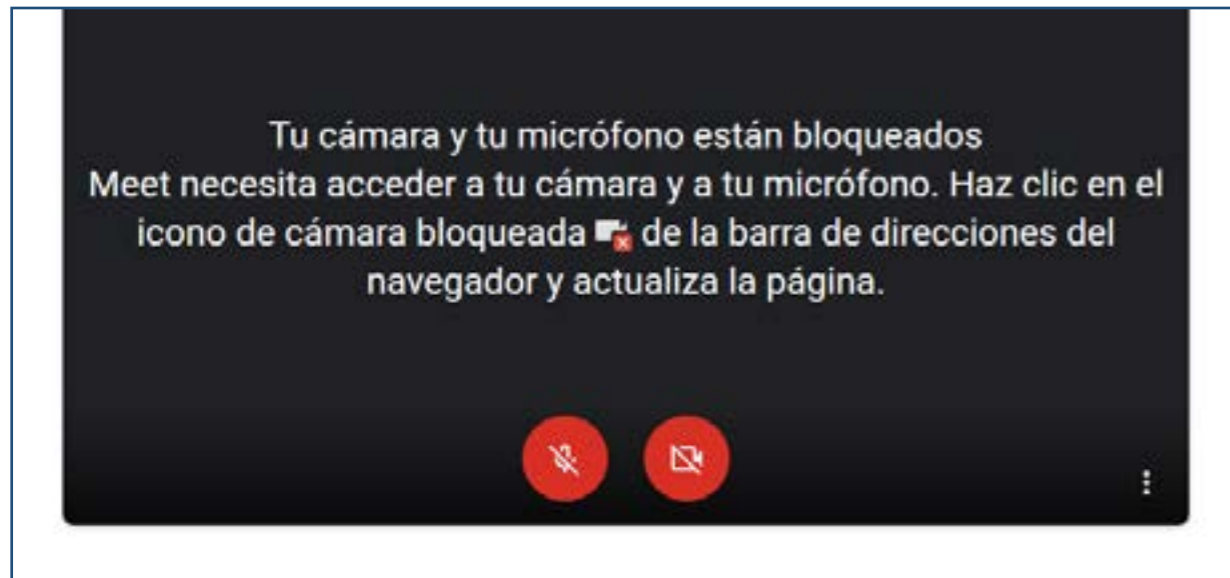 Tu cámara y tu micrófono están bloqueados
Meet necesita acceder a tu cámara y a tu micrófono. Haz clic en el
icono de cámara bloqueada de la barra de direcciones del
navegador y actualiza la página.